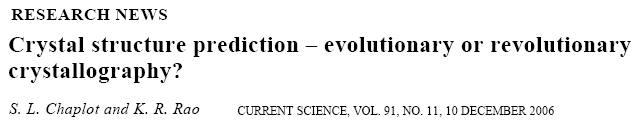 RESEARCH NEWS
Crystal structure prediction – evolutionary or revolutionary
crystallography?
S. L. Chaplot and K. R. Rao CURRENT SCIENCE, VOL. 91, NO. 11, 10 DECEMBER 2006